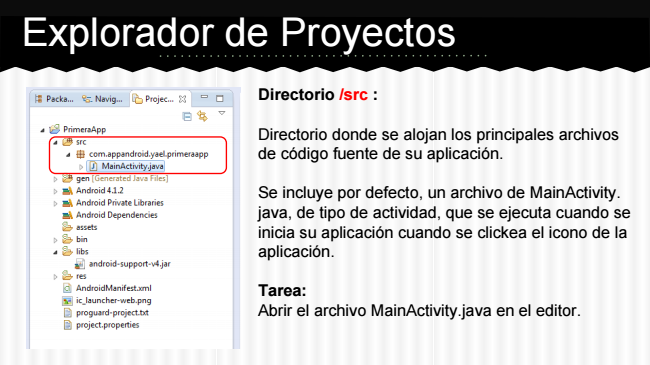 Explorador de Proyectos
Packa... Navig... Projec...
PrimeraApp
src
com.appandroid.yael.primeraapp
MainActivity.java
gen [Generated Java Files]
Android 4.1.2
Android Private Libraries
Android Dependencies
assets
bin
libs
android-support-v4.jar
res
AndroidManifest.xml
ic_launcher-web.png
proguard-project.txt
project.properties
Directorio /src :
Directorio donde se alojan los principales archivos
de código fuente de su aplicación.
Se incluye por defecto, un archivo de MainActivity.
java, de tipo de actividad, que se ejecuta cuando se
inicia su aplicación cuando se clickea el icono de la
aplicación.
Tarea:
Abrir el archivo MainActivity.java en el editor.